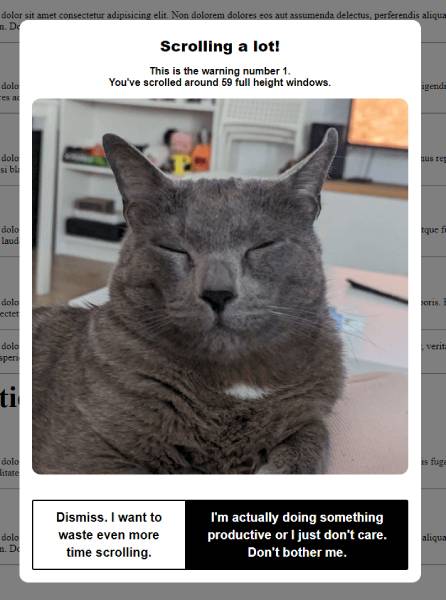 dolor sit amet consectetur adipisicing elit. Non dolorem dolores eos aut assumenda delectus, perferendis
Scrolling a lot!
This is the warning number 1.
You've scrolled around 59 full height windows.
Dismiss. I want to
waste even more
time scrolling.
I'm actually doing something
productive or I just don't care.
Don't bother me.